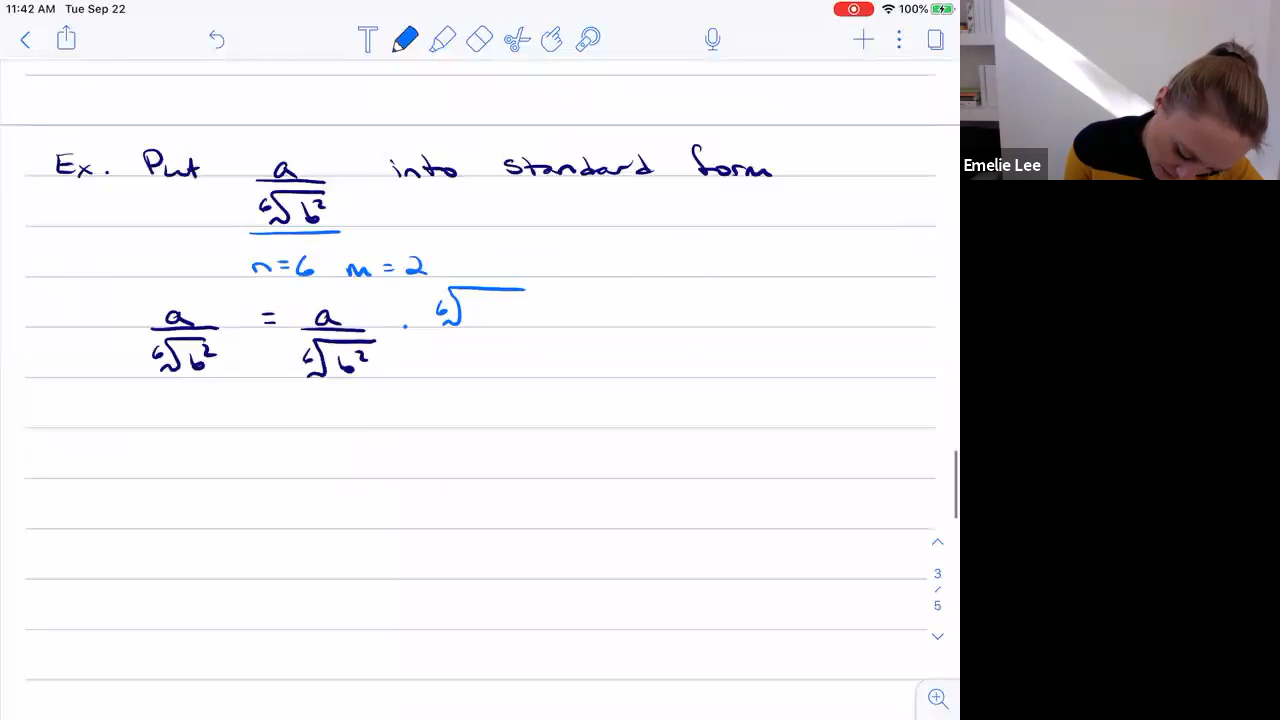 11:42 AM Tue Sep 22
100%
T
Ex. Put a/⁶√b² into standard form
n=6 m=2
a/⁶√b² = a/⁶√b² · ⁶√
3
/
5
Emelie Lee